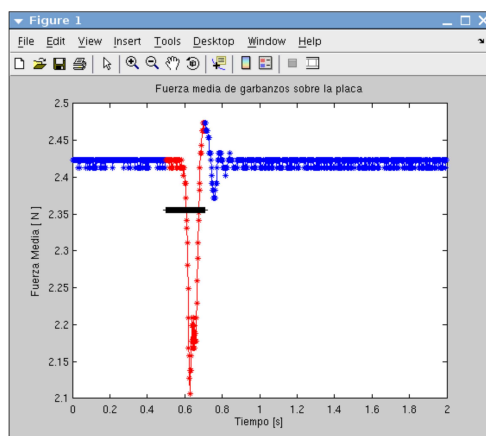 Figure 1
File Edit View Insert Tools Desktop Window Help
Fuerza media de garbanzos sobre la placa
2.5
2.45
2.4
2.35
2.3
2.25
2.2
2.15
2.1
Fuerza Media [ N ]
0 0.2 0.4 0.6 0.8 1 1.2 1.4 1.6 1.8 2
Tiempo [s]